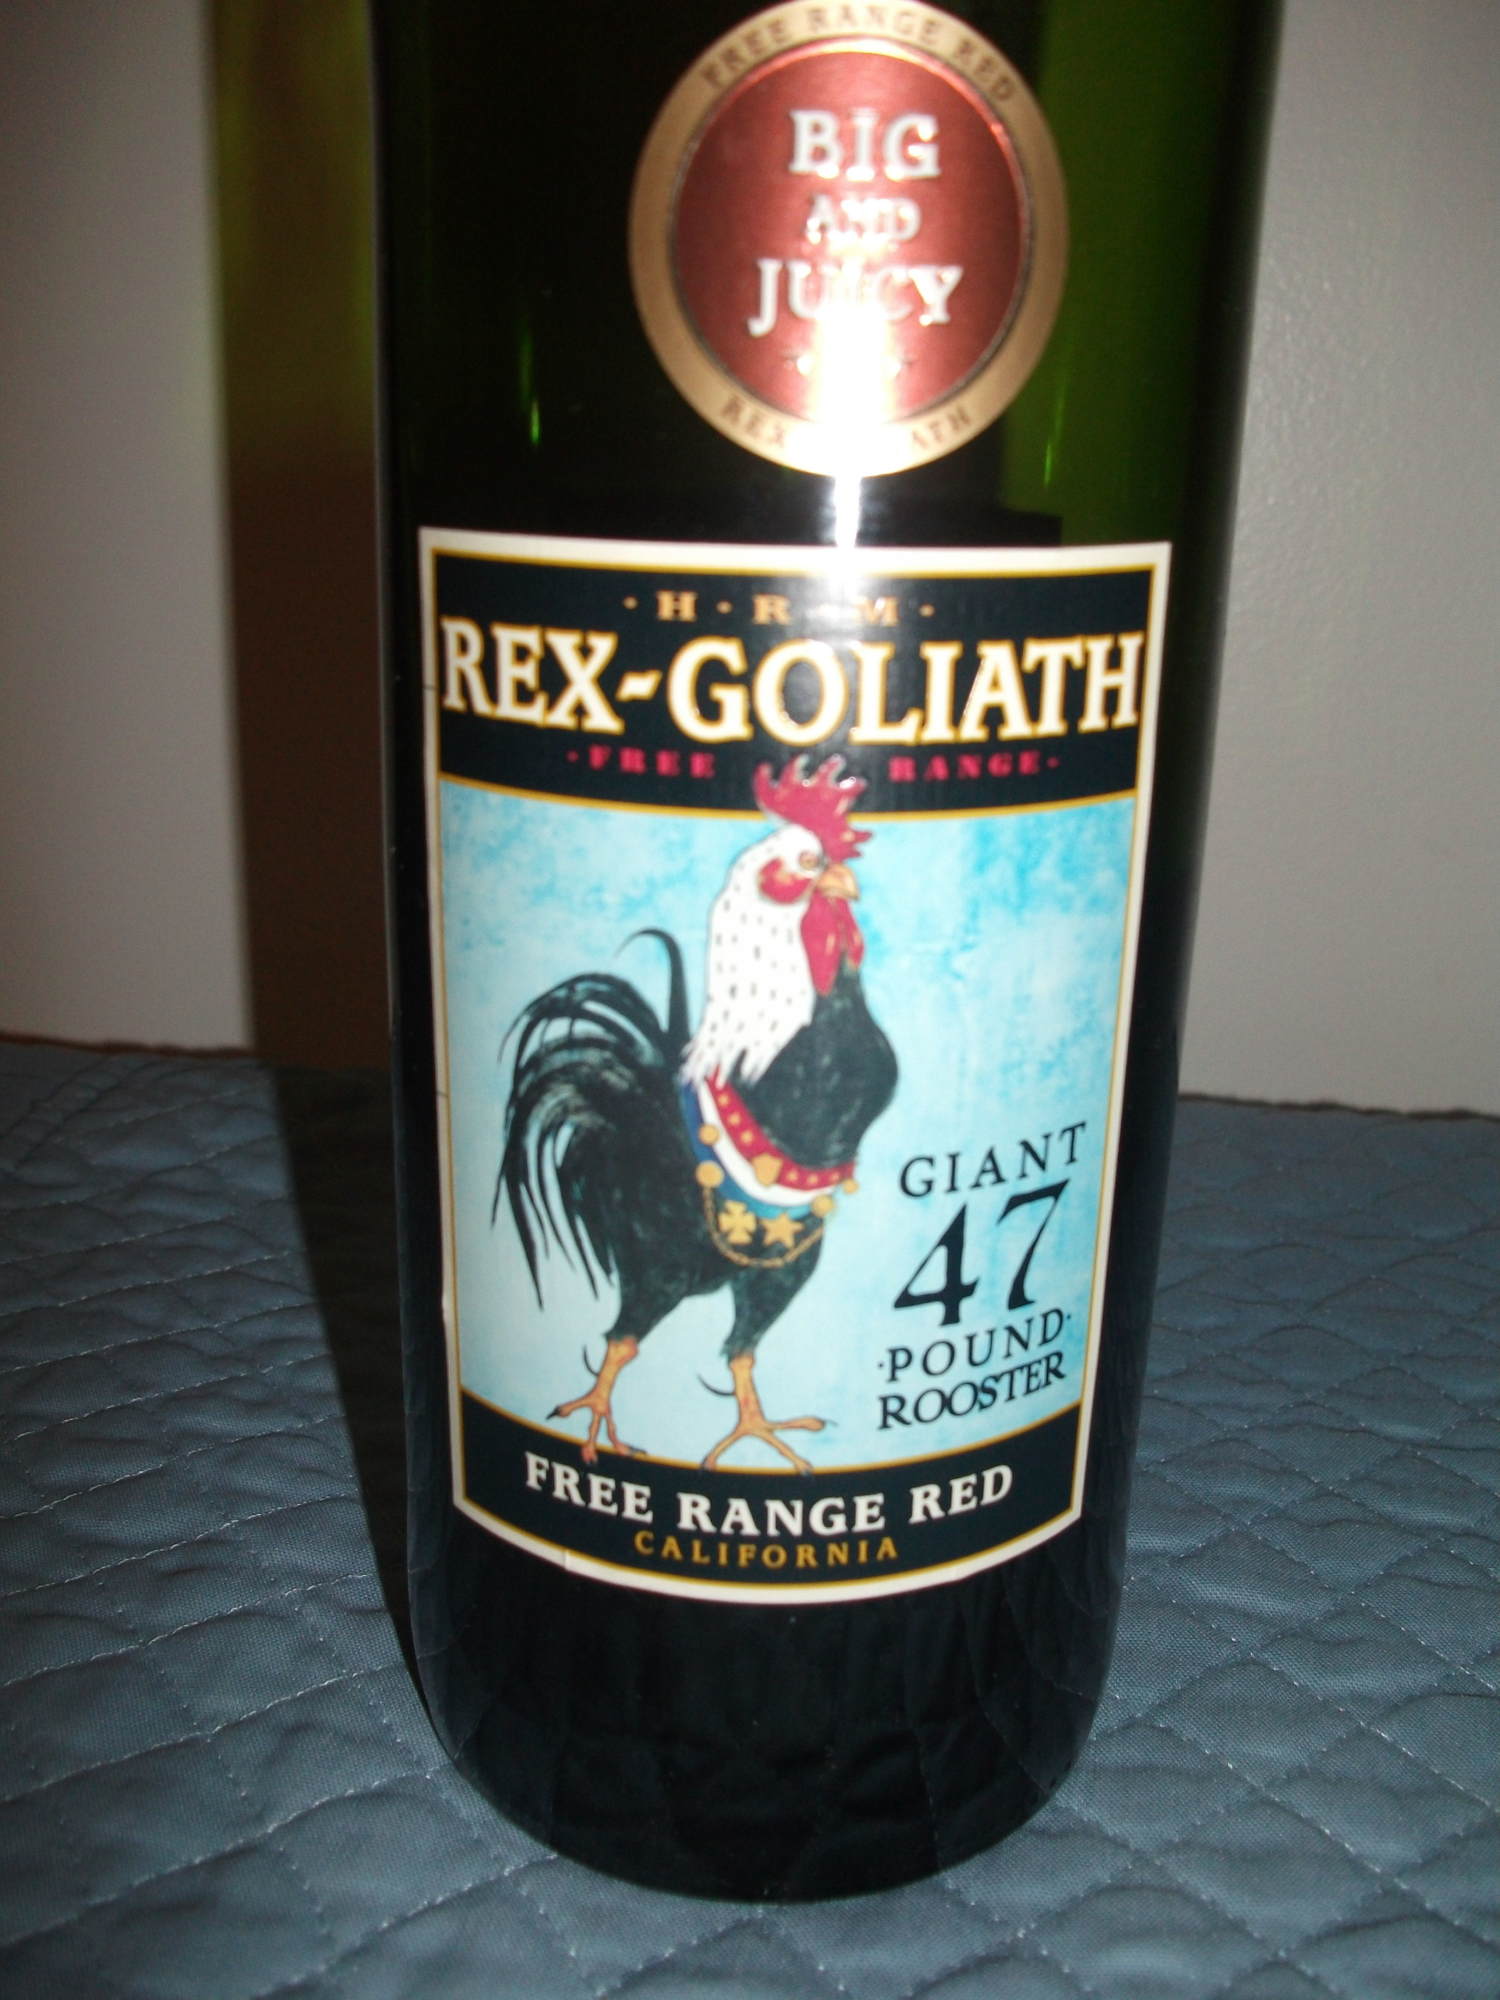 FREE RANGE RED
BIG
AND
JUICY
REX GOLIATH
·H·R·M·
REX-GOLIATH
·FREE RANGE·
GIANT
47
·POUND·
ROOSTER
FREE RANGE RED
CALIFORNIA